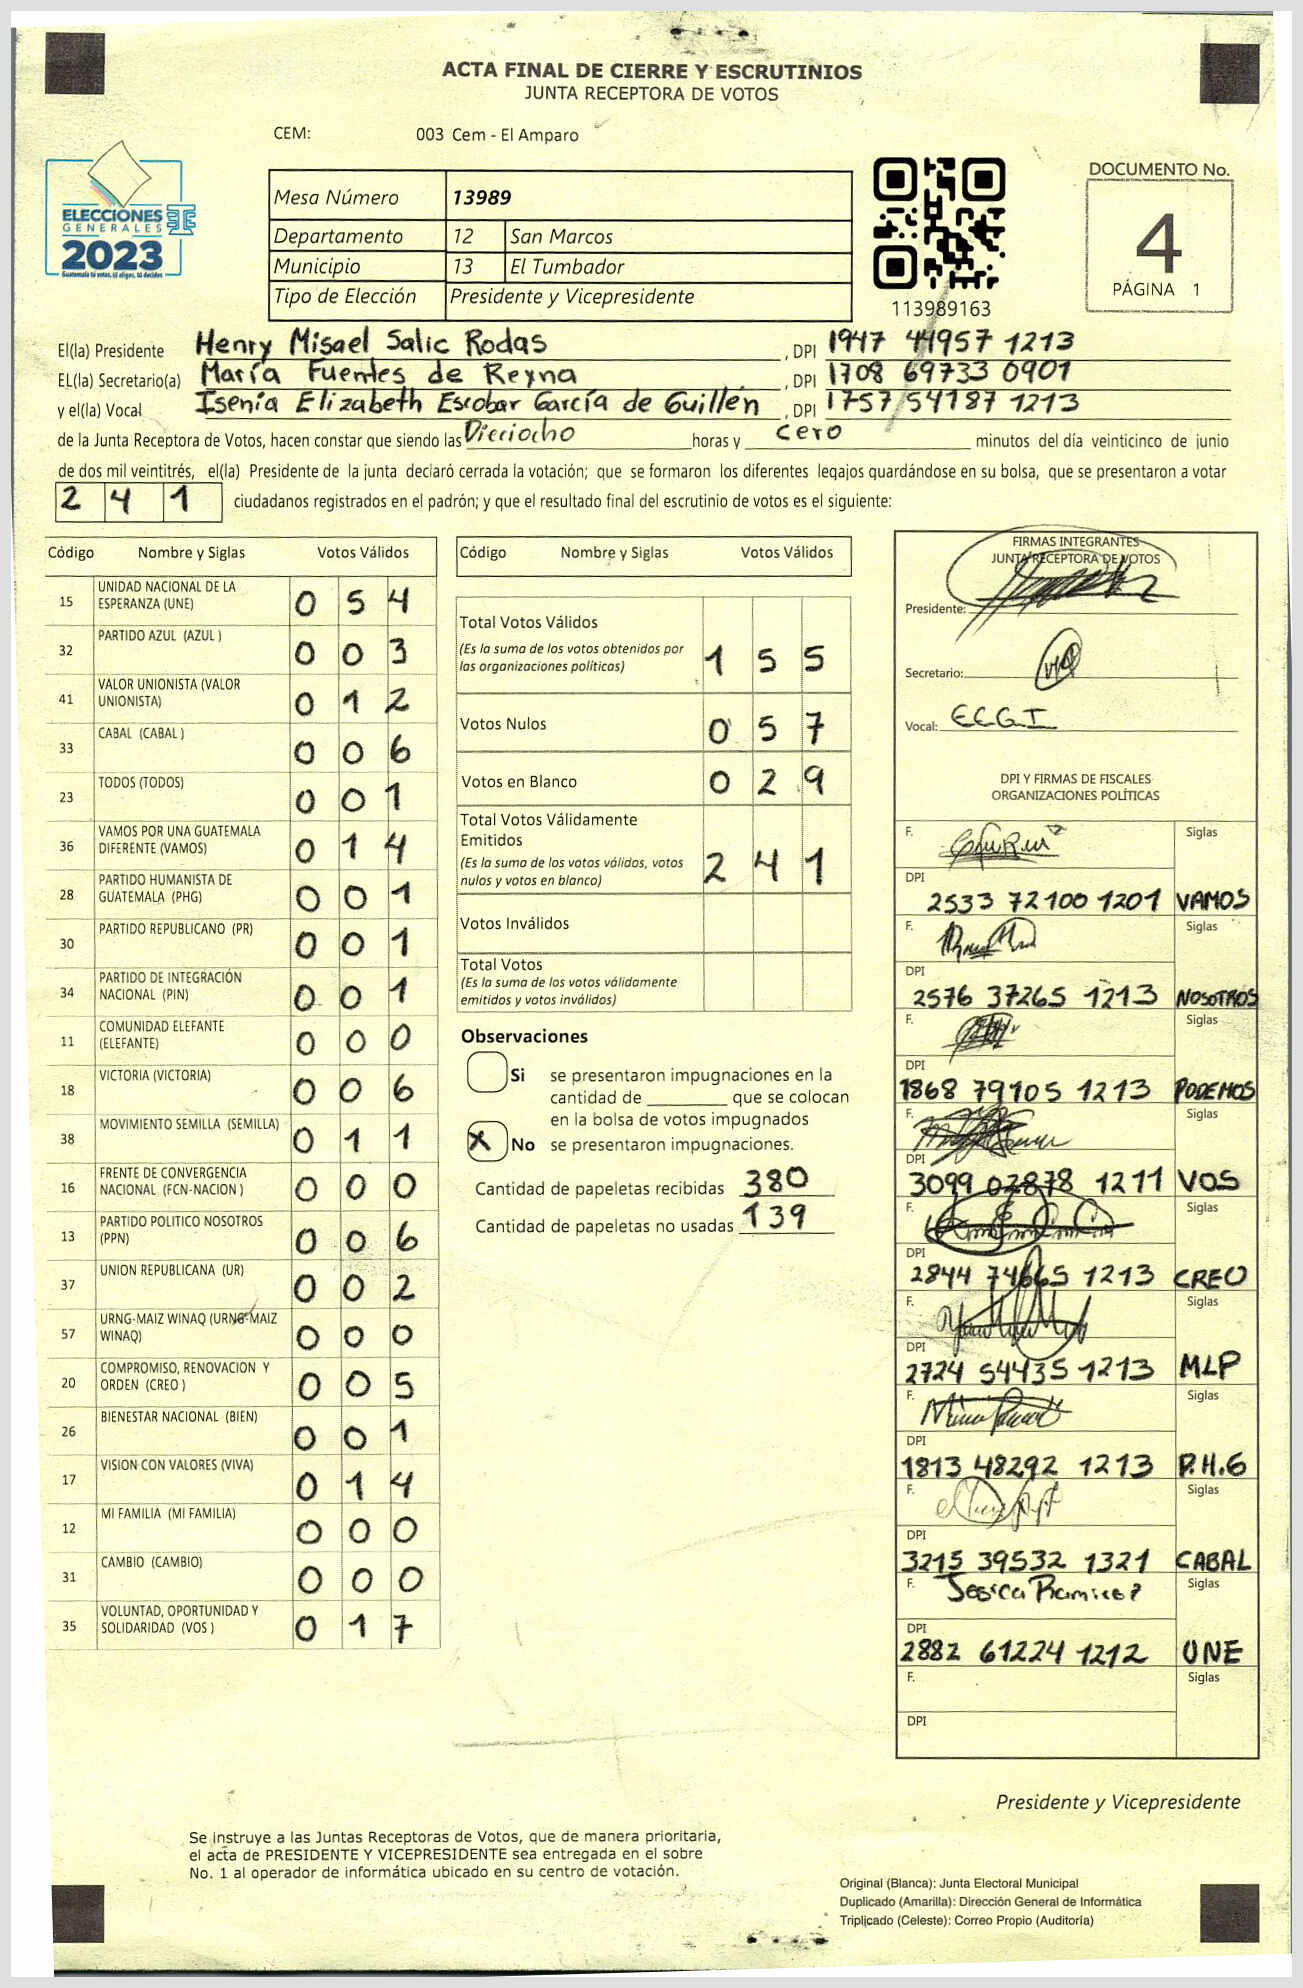 ACTA FINAL DE CIERRE Y ESCRUTINIOS
JUNTA RECEPTORA DE VOTOS
CEM: 003 Cem - El Amparo
ELECCIONES
GENERALES
2023
Guatemala tú votas, tú eliges, tú decides
Mesa Número 13989
Departamento 12 San Marcos
Municipio 13 El Tumbador
Tipo de Elección Presidente y Vicepresidente
113989163
DOCUMENTO No.
4
PÁGINA 1
El(la) Presidente Henry Misael Salic Rodas , DPI 1947 44957 1213
EL(la) Secretario(a) María Fuentes de Reyna , DPI 1708 69733 0901
y el(la) Vocal Isenia Elizabeth Escobar García de Guillén , DPI 1757 54187 1213
de la Junta Receptora de Votos, hacen constar que siendo las Dieciocho horas y cero minutos del día veinticinco de junio
de dos mil veintitrés, el(la) Presidente de la junta declaró cerrada la votación; que se formaron los diferentes legajos guardándose en su bolsa, que se presentaron a votar
241 ciudadanos registrados en el padrón; y que el resultado final del escrutinio de votos es el siguiente:
Código Nombre y Siglas Votos Válidos
15 UNIDAD NACIONAL DE LA
ESPERANZA (UNE) 0 5 4
32 PARTIDO AZUL (AZUL ) 0 0 3
41 VALOR UNIONISTA (VALOR
UNIONISTA) 0 1 2
33 CABAL (CABAL ) 0 0 6
23 TODOS (TODOS) 0 0 1
36 VAMOS POR UNA GUATEMALA
DIFERENTE (VAMOS) 0 1 4
28 PARTIDO HUMANISTA DE
GUATEMALA (PHG) 0 0 1
30 PARTIDO REPUBLICANO (PR) 0 0 1
34 PARTIDO DE INTEGRACIÓN
NACIONAL (PIN) 0 0 1
11 COMUNIDAD ELEFANTE
(ELEFANTE) 0 0 0
18 VICTORIA (VICTORIA) 0 0 6
38 MOVIMIENTO SEMILLA (SEMILLA) 0 1 1
16 FRENTE DE CONVERGENCIA
NACIONAL (FCN-NACION ) 0 0 0
13 PARTIDO POLITICO NOSOTROS
(PPN) 0 0 6
37 UNION REPUBLICANA (UR) 0 0 2
57 URNG-MAIZ WINAQ (URNG-MAIZ
WINAQ) 0 0 0
20 COMPROMISO, RENOVACION Y
ORDEN (CREO ) 0 0 5
26 BIENESTAR NACIONAL (BIEN) 0 0 1
17 VISION CON VALORES (VIVA) 0 1 4
12 MI FAMILIA (MI FAMILIA) 0 0 0
31 CAMBIO (CAMBIO) 0 0 0
35 VOLUNTAD, OPORTUNIDAD Y
SOLIDARIDAD (VOS ) 0 1 7
Código Nombre y Siglas Votos Válidos
Total Votos Válidos
(Es la suma de los votos obtenidos por
las organizaciones políticas) 1 5 5
Votos Nulos 0 5 7
Votos en Blanco 0 2 9
Total Votos Válidamente
Emitidos
(Es la suma de los votos válidos, votos
nulos y votos en blanco) 2 4 1
Votos Inválidos
Total Votos
(Es la suma de los votos válidamente
emitidos y votos inválidos)
Observaciones
Si se presentaron impugnaciones en la
cantidad de ________ que se colocan
en la bolsa de votos impugnados
X No se presentaron impugnaciones.
Cantidad de papeletas recibidas 380
Cantidad de papeletas no usadas 139
FIRMAS INTEGRANTES
JUNTA RECEPTORA DE VOTOS
Presidente:
Secretario:
Vocal: E.E.G.I
DPI Y FIRMAS DE FISCALES
ORGANIZACIONES POLÍTICAS
F. Siglas
DPI
2533 72100 1201 VAMOS
F. Siglas
DPI
2576 37265 1213 NOSOTROS
F. Siglas
DPI
1868 79105 1213 PODEMOS
F. Siglas
DPI
3099 02878 1211 VOS
F. Siglas
DPI
2844 74665 1213 CREO
F. Siglas
DPI
2724 54435 1213 MLP
F. Siglas
DPI
1813 48292 1213 P.H.G
F. Siglas
DPI
3215 39532 1321 CABAL
F. Jessica Ramirez Siglas
DPI
2882 61224 1212 UNE
F. Siglas
DPI
Presidente y Vicepresidente
Se instruye a las Juntas Receptoras de Votos, que de manera prioritaria,
el acta de PRESIDENTE Y VICEPRESIDENTE sea entregada en el sobre
No. 1 al operador de informática ubicado en su centro de votación.
Original (Blanca): Junta Electoral Municipal
Duplicado (Amarilla): Dirección General de Informática
Triplicado (Celeste): Correo Propio (Auditoría)